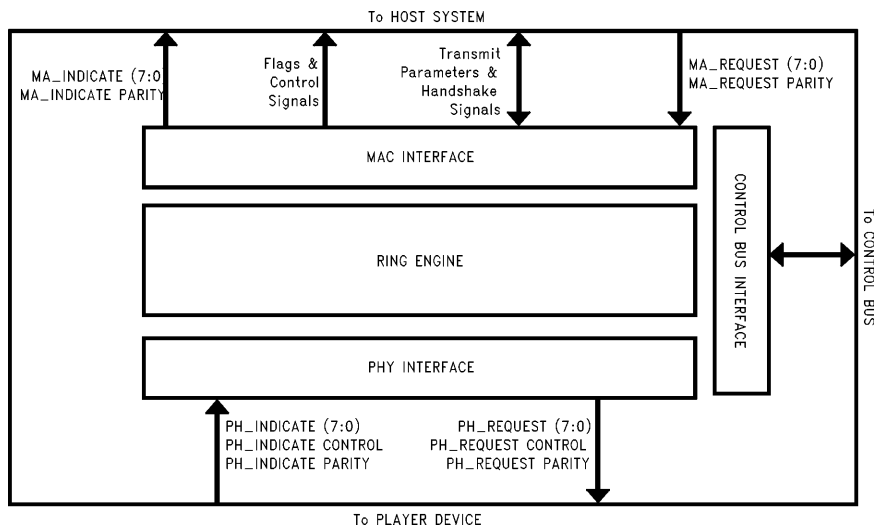 To HOST SYSTEM
MA_INDICATE (7:0)
MA_INDICATE PARITY
Flags &
Control
Signals
Transmit
Parameters &
Handshake
Signals
MA_REQUEST (7:0)
MA_REQUEST PARITY
MAC INTERFACE
RING ENGINE
PHY INTERFACE
CONTROL BUS INTERFACE
To CONTROL BUS
PH_INDICATE (7:0)
PH_INDICATE CONTROL
PH_INDICATE PARITY
PH_REQUEST (7:0)
PH_REQUEST CONTROL
PH_REQUEST PARITY
To PLAYER DEVICE